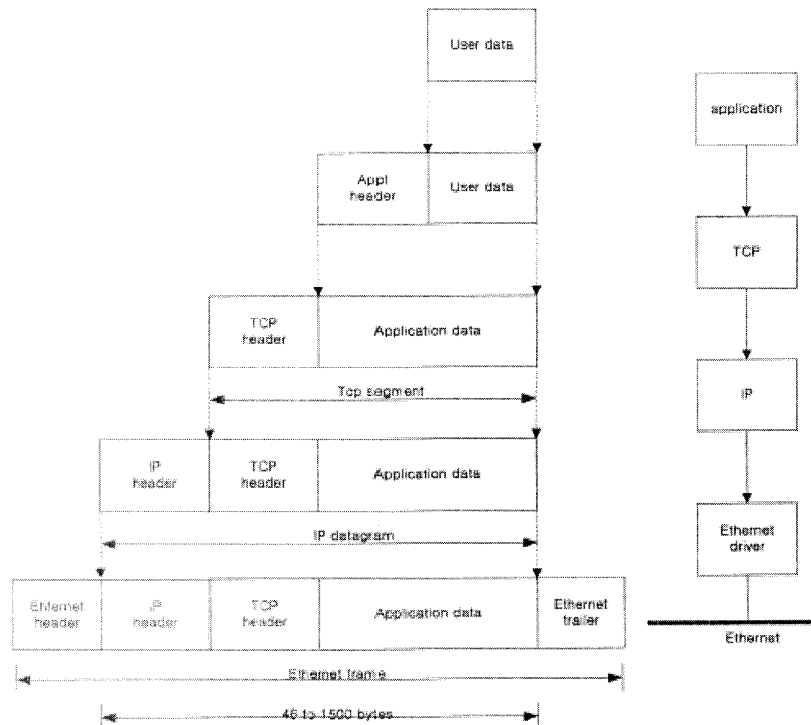 User data
application
Appl
header
User data
TCP
TCP
header
Application data
Tcp segment
IP
IP
header
TCP
header
Application data
IP datagram
Ethernet
driver
Ehternet
header
IP
header
TCP
header
Application data
Ethernet
trailer
Ethernet
Ethernet frame
46 to 1500 bytes